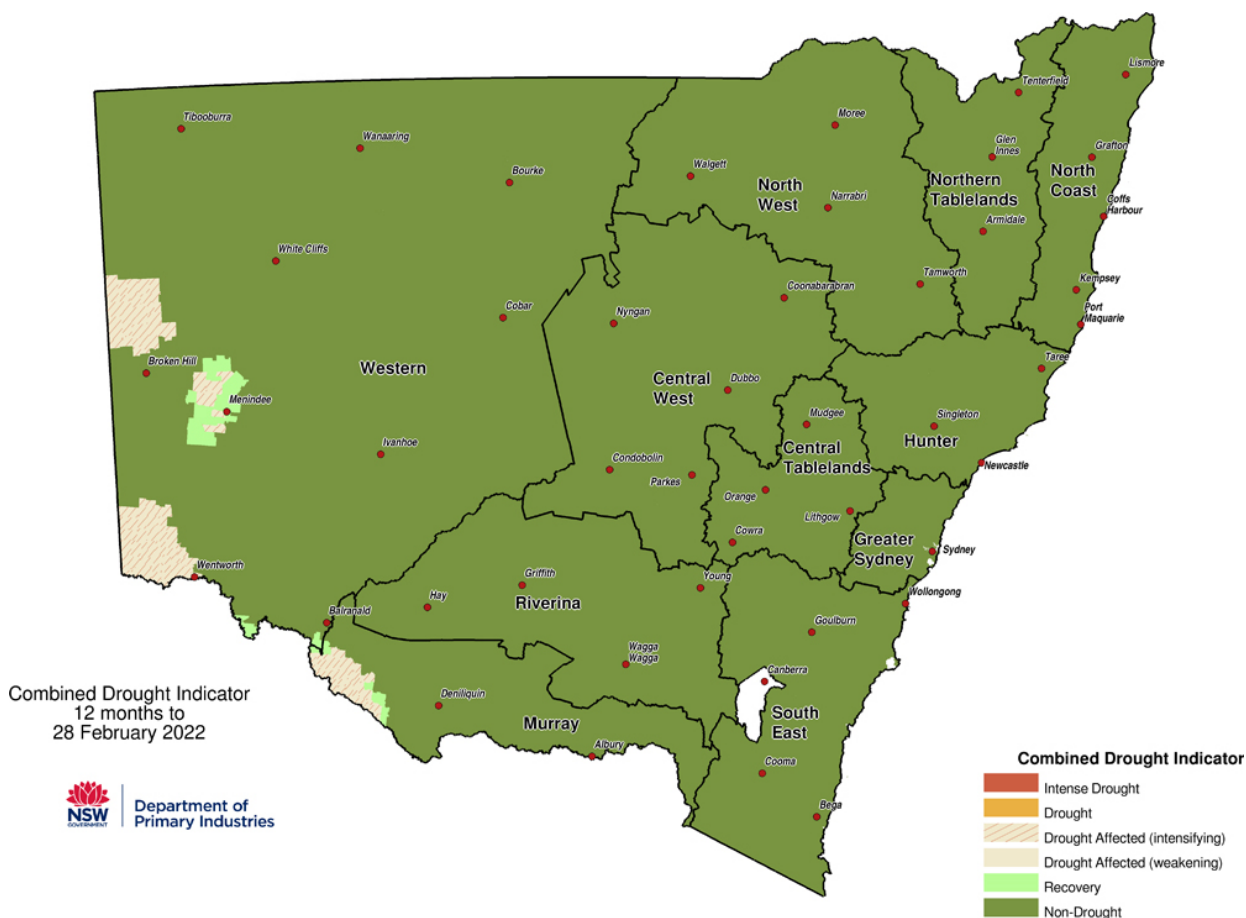 Lismore
Tenterfield
Tibooburra
Moree
Wanaaring
Glen
Innes
Grafton
Bourke
Walgett
North
West
Northern
Tablelands
North
Coast
Narrabri
Coffs
Harbour
Armidale
White Cliffs
Coonabarabran
Tamworth
Kempsey
Cobar
Nyngan
Port
Maquarie
Broken Hill
Western
Taree
Central
West
Dubbo
Menindee
Mudgee
Singleton
Hunter
Ivanhoe
Central
Tablelands
Condobolin
Parkes
Newcastle
Orange
Lithgow
Cowra
Greater
Sydney
Sydney
Wentworth
Griffith
Young
Hay
Riverina
Wollongong
Balranald
Goulburn
Wagga
Wagga
Canberra
Deniliquin
Murray
South
East
Albury
Cooma
Bega
Combined Drought Indicator
12 months to
28 February 2022
NSW
GOVERNMENT
Department of
Primary Industries
Combined Drought Indicator
Intense Drought
Drought
Drought Affected (intensifying)
Drought Affected (weakening)
Recovery
Non-Drought